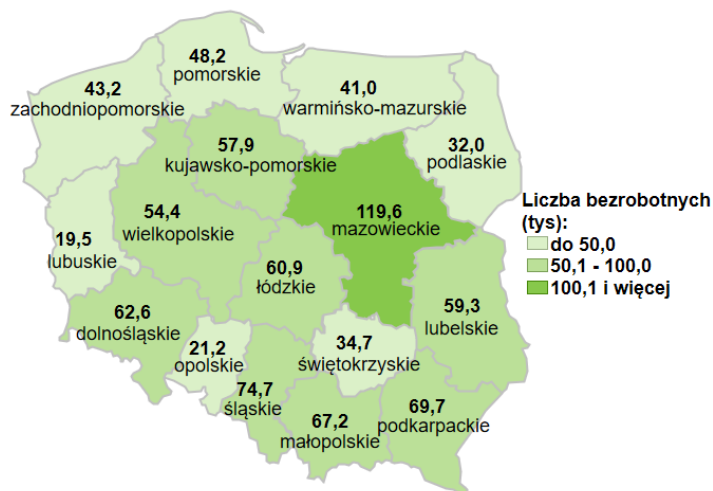 48,2
pomorskie
43,2
zachodniopomorskie
41,0
warmińsko-mazurskie
57,9
kujawsko-pomorskie
32,0
podlaskie
119,6
mazowieckie
54,4
wielkopolskie
19,5
lubuskie
60,9
łódzkie
62,6
dolnośląskie
59,3
lubelskie
21,2
opolskie
34,7
świętokrzyskie
74,7
śląskie
67,2
małopolskie
69,7
podkarpackie
Liczba bezrobotnych
(tys):
do 50,0
50,1 - 100,0
100,1 i więcej